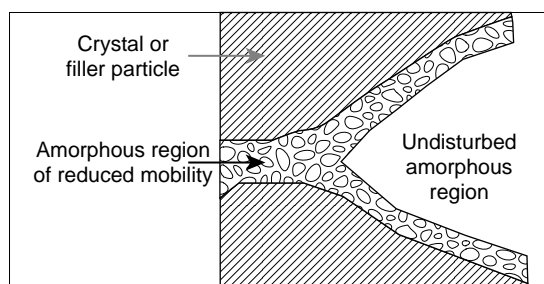 Crystal or
filler particle
Amorphous region
of reduced mobility
Undisturbed
amorphous
region